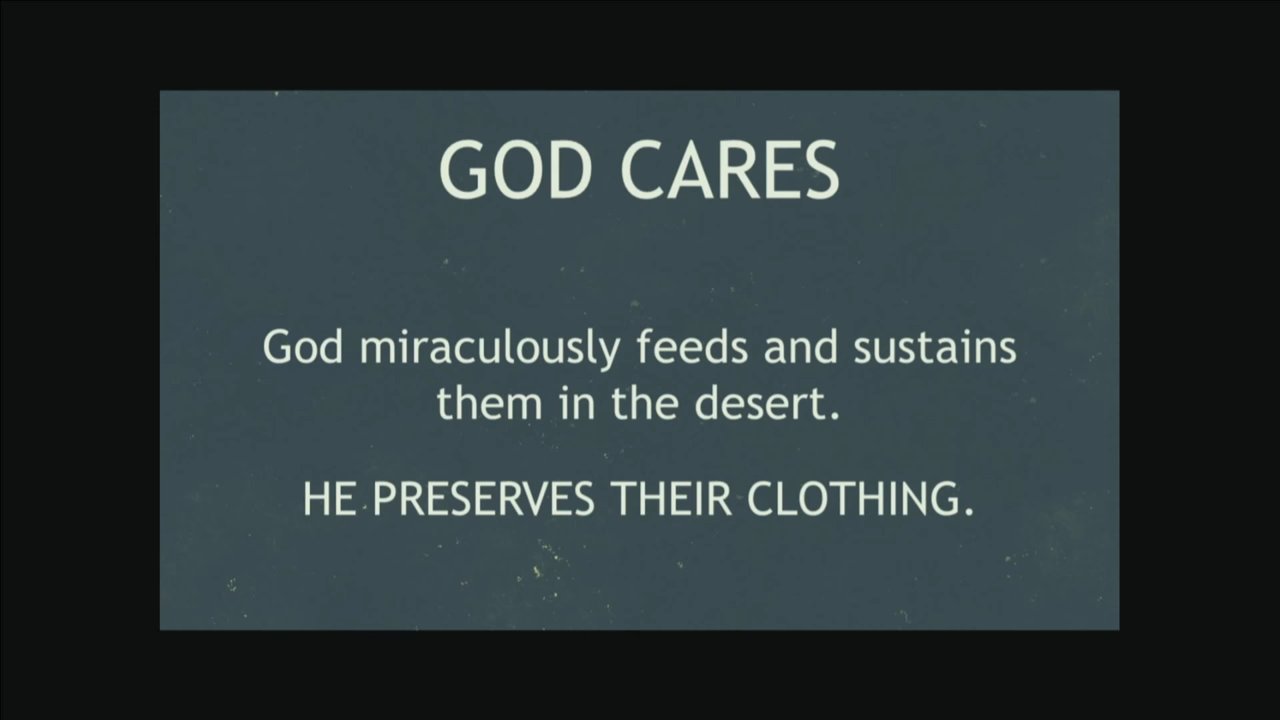 GOD CARES
God miraculously feeds and sustains
them in the desert.
HE PRESERVES THEIR CLOTHING.